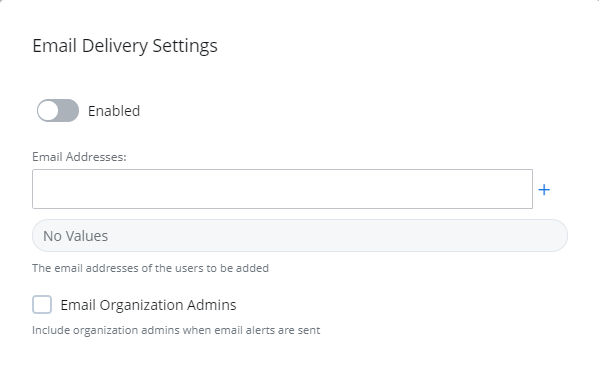 Email Delivery Settings
Enabled
Email Addresses:
+
No Values
The email addresses of the users to be added
Email Organization Admins
Include organization admins when email alerts are sent